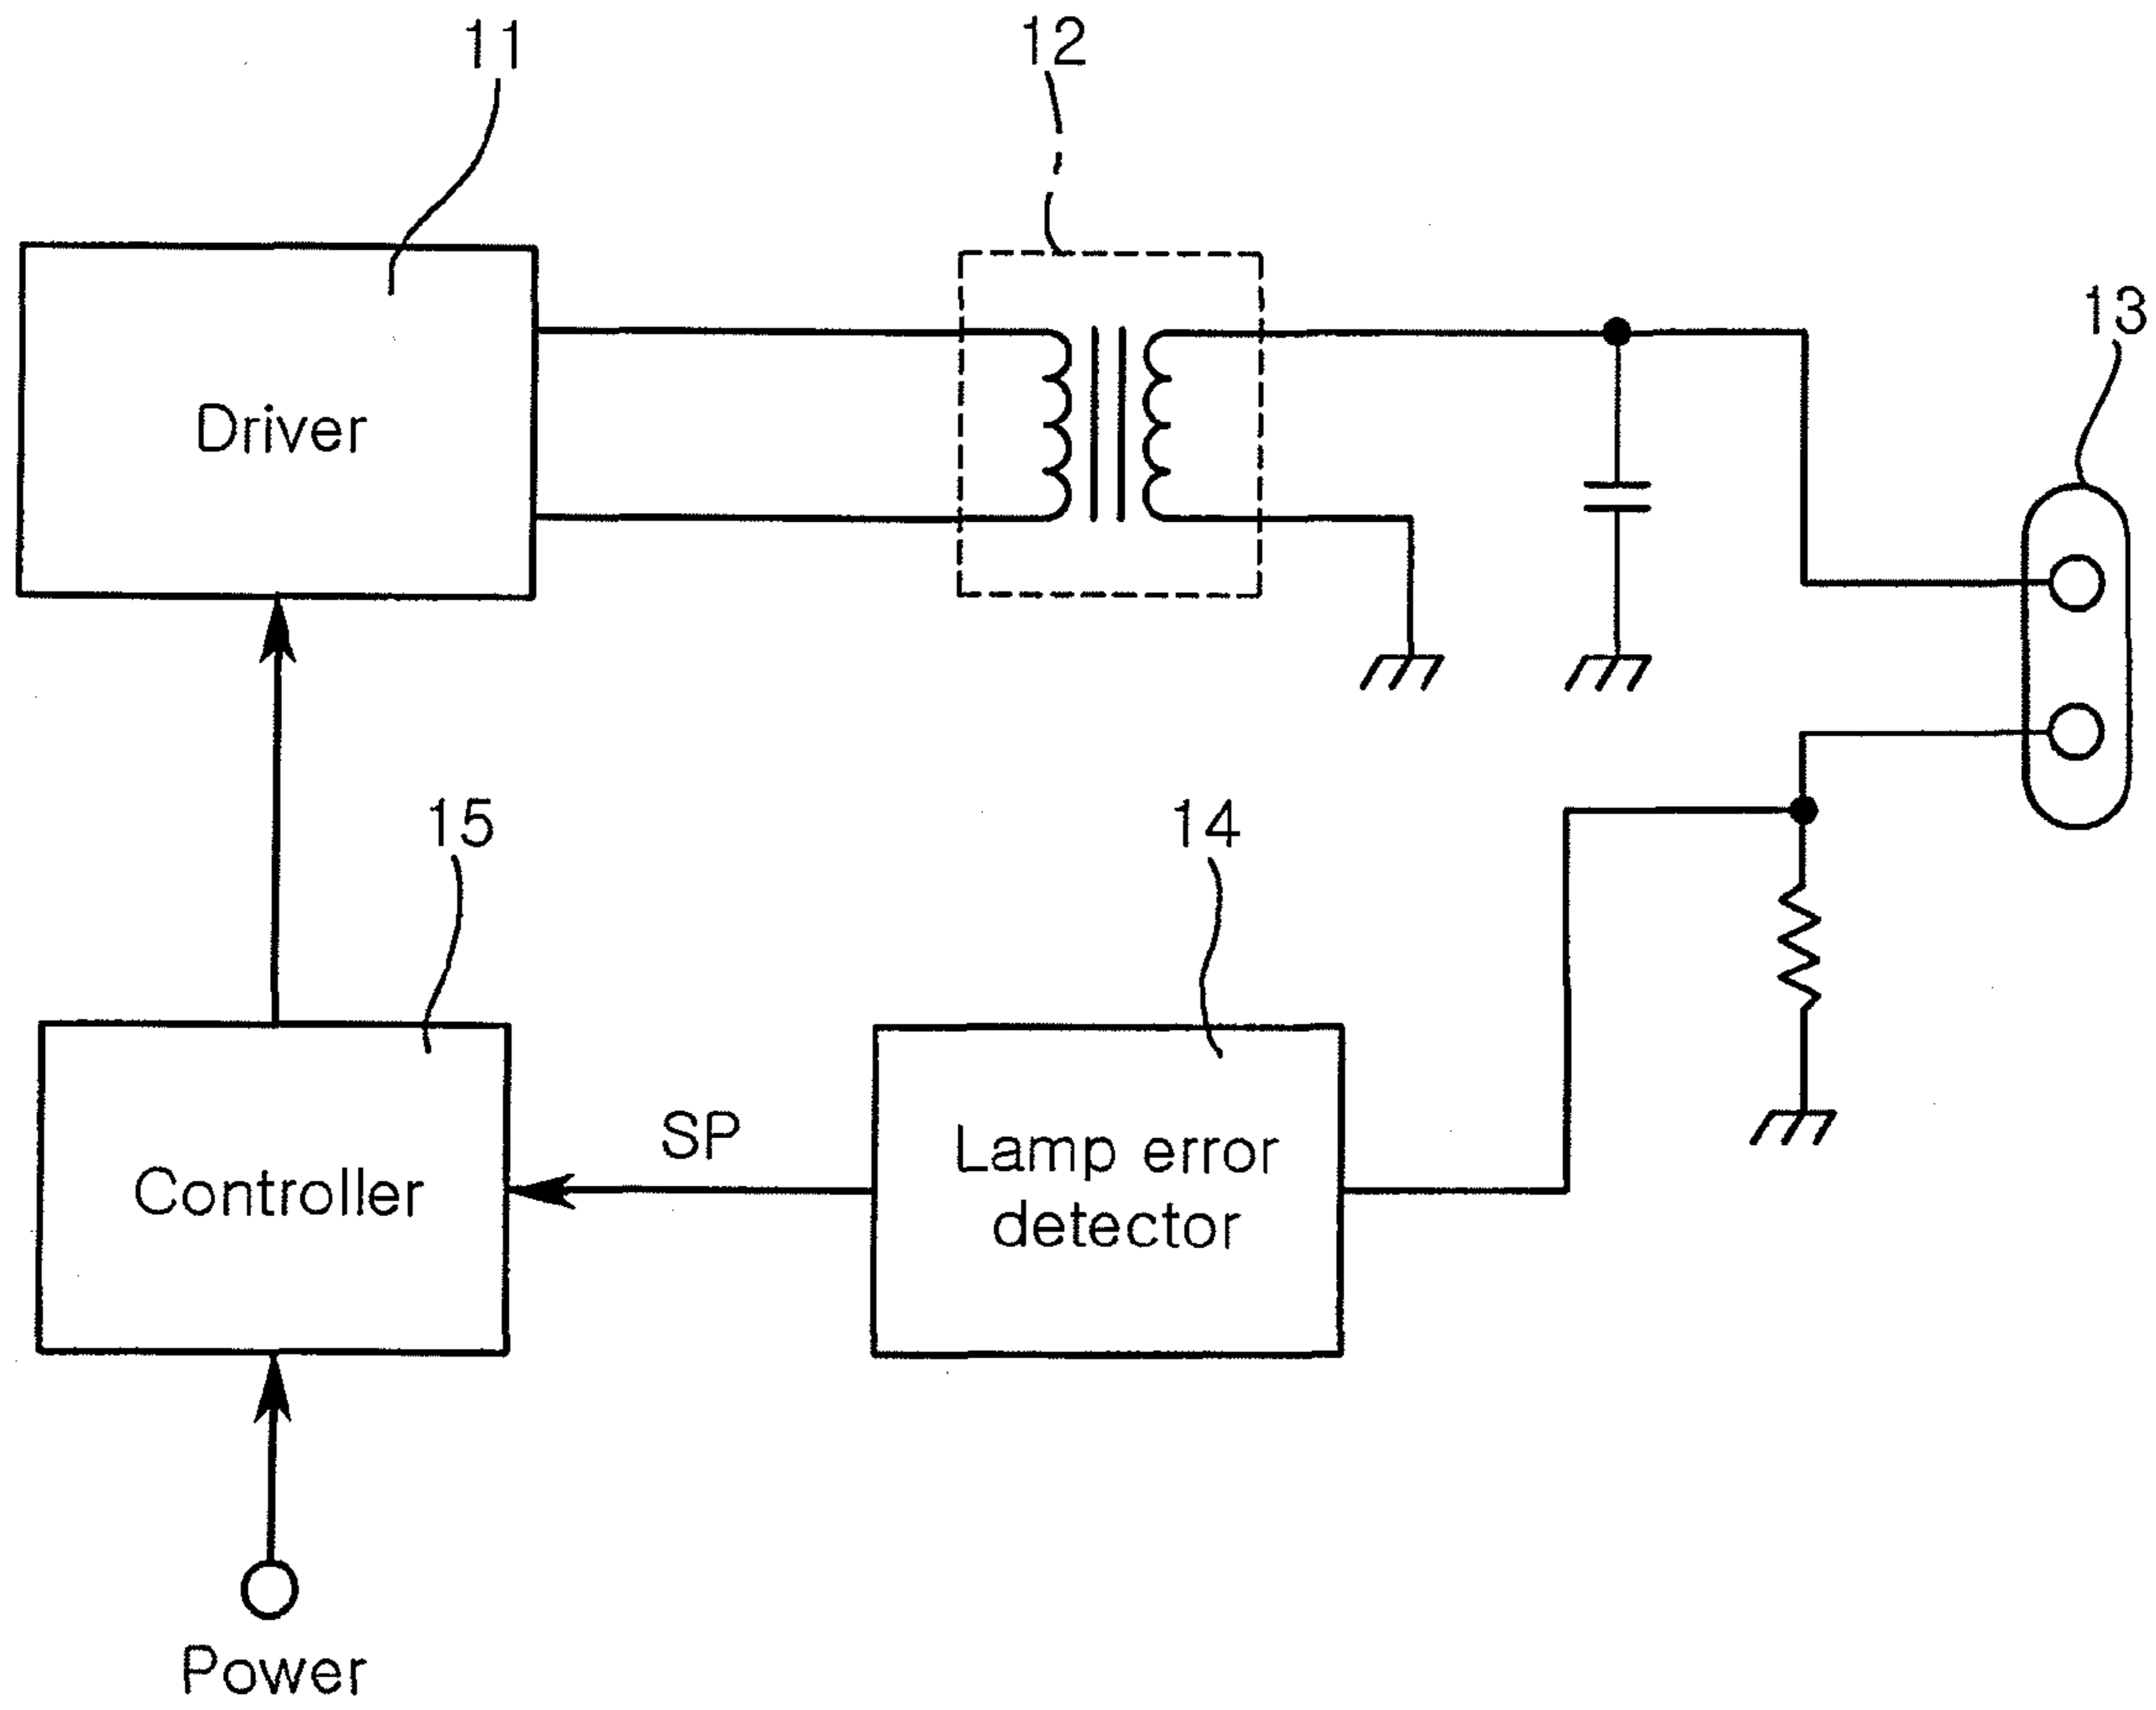 11
12
13
Driver
15
14
SP
Controller
Lamp error
detector
Power